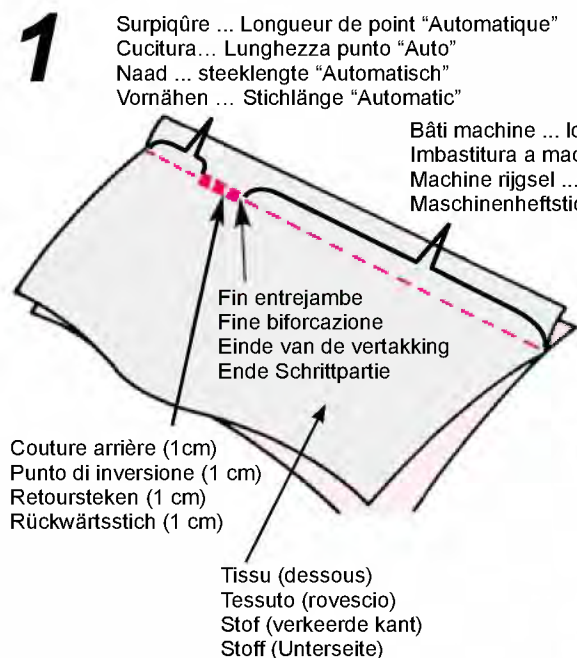 1
Surpiqûre ... Longueur de point “Automatique”
Cucitura… Lunghezza punto “Auto”
Naad ... steeklengte “Automatisch”
Vornähen … Stichlänge “Automatic”
Bâti machine ...
Imbastitura a
Machine rijgsel ...
Fin entrejambe
Fine biforcazione
Einde van de vertakking
Ende Schrittpartie
Couture arrière (1cm)
Punto di inversione (1 cm)
Retoursteken (1 cm)
Rückwärtsstich (1 cm)
Tissu (dessous)
Tessuto (rovescio)
Stof (verkeerde kant)
Stoff (Unterseite)